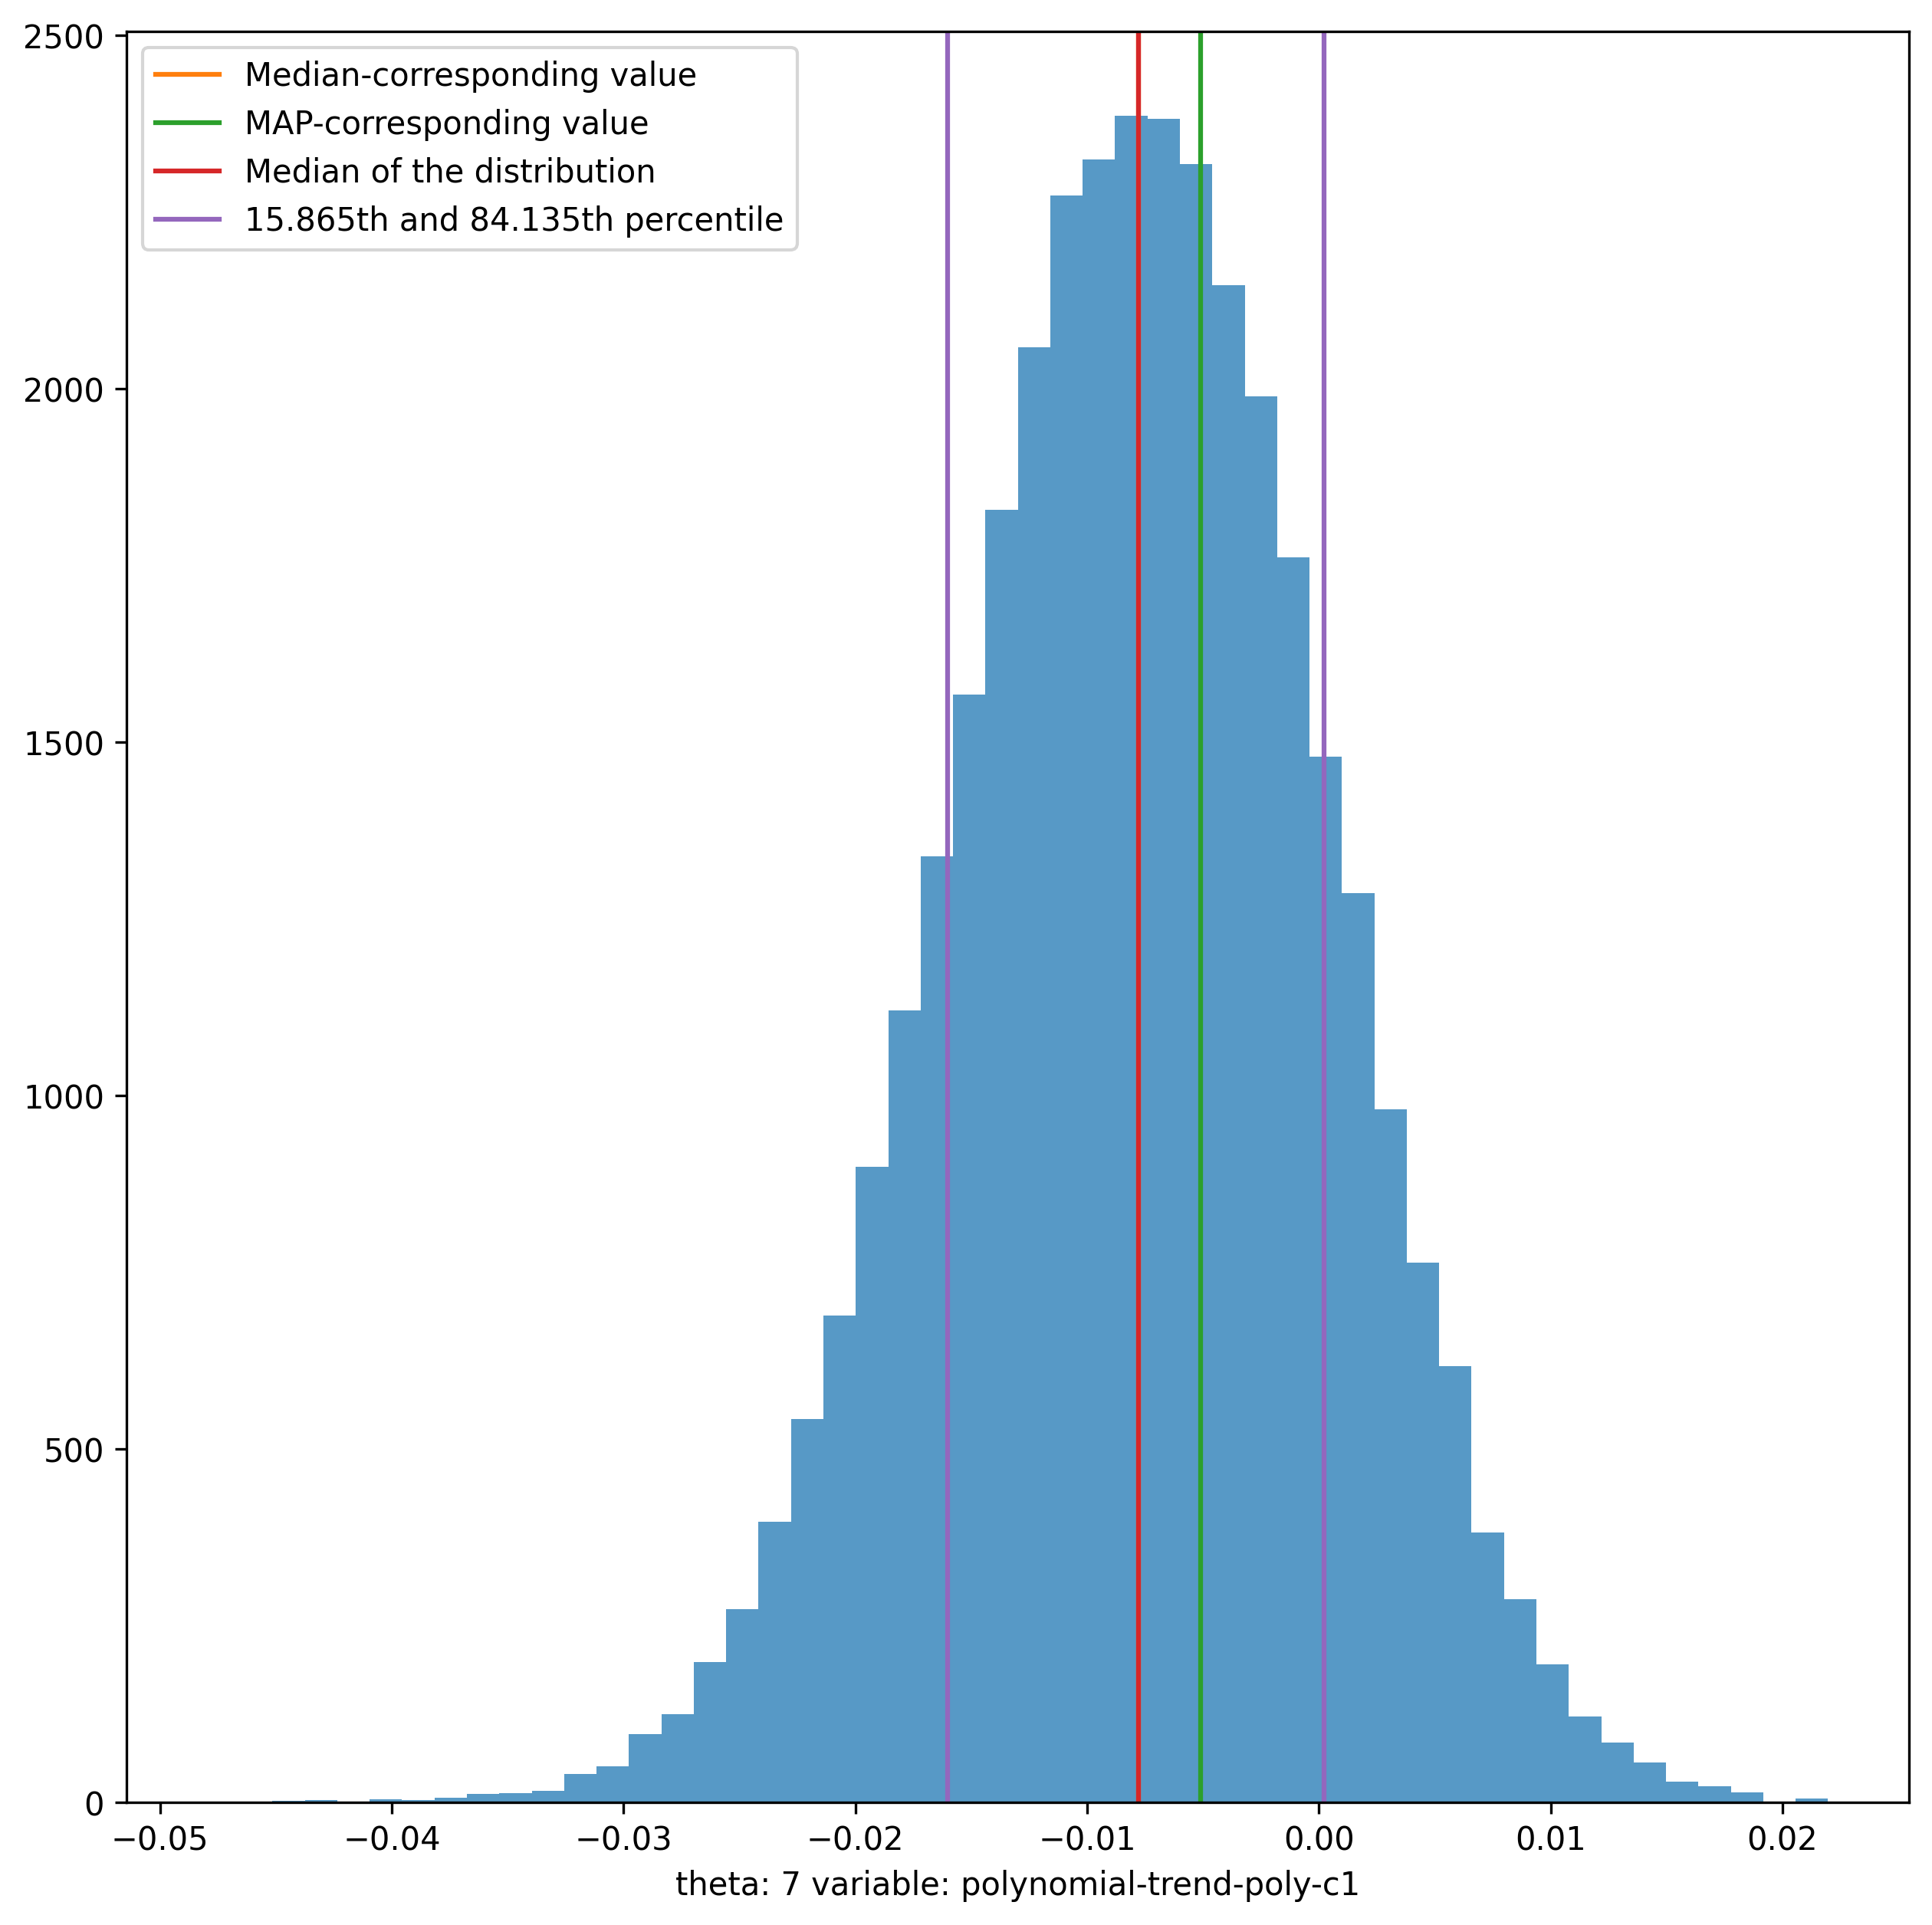 2500
2000
1500
1000
500
0
Median-corresponding value
MAP-corresponding value
Median of the distribution
15.865th and 84.135th percentile
−0.05 −0.04 −0.03 −0.02 −0.01 0.00 0.01 0.02
theta: 7 variable: polynomial-trend-poly-c1